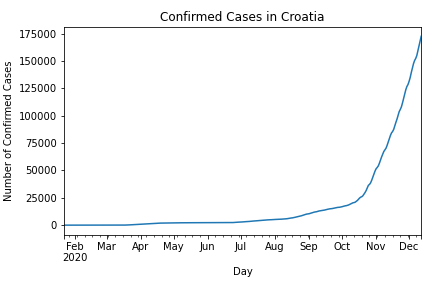 Confirmed Cases in Croatia
175000
150000
125000
100000
75000
50000
25000
0
Number of Confirmed Cases
Feb Mar Apr May Jun Jul Aug Sep Oct Nov Dec
2020
Day